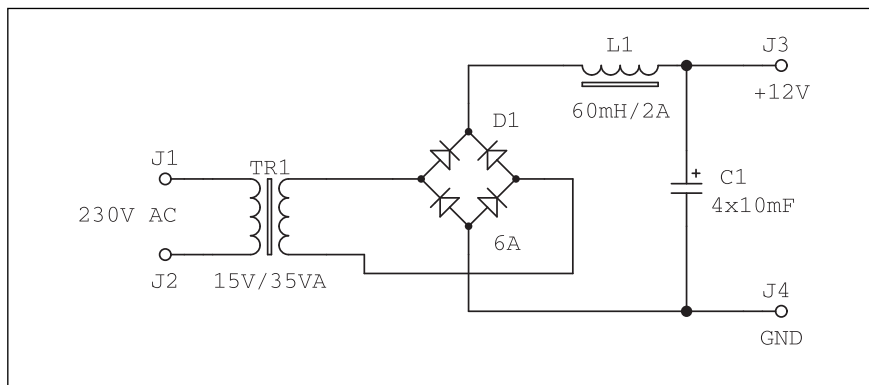 L1
J3
60mH/2A
+12V
D1
J1
TR1
230V AC
+
C1
4x10mF
J2
15V/35VA
6A
J4
GND